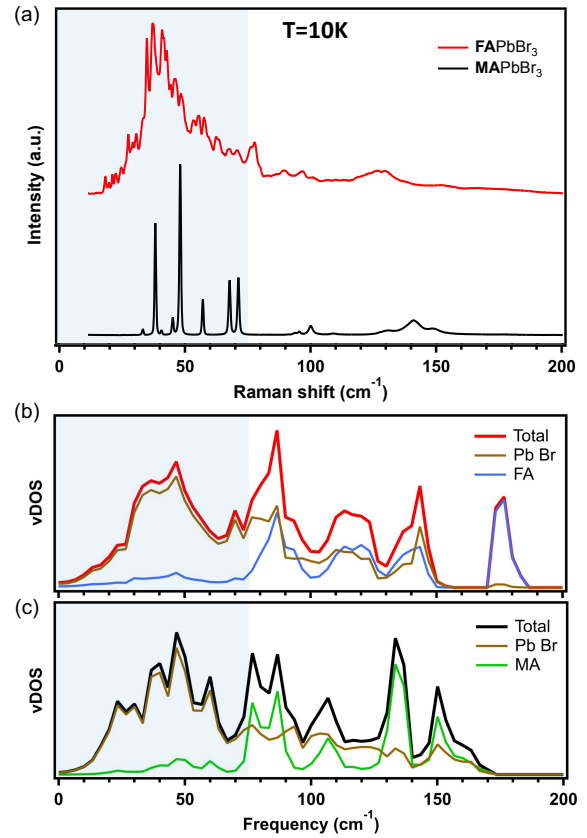 (a)
T=10K
FAPbBr₃
MAPbBr₃
Intensity (a.u.)
0 50 100 150 200
Raman shift (cm⁻¹)
(b)
Total
Pb Br
FA
vDOS
(c)
Total
Pb Br
MA
vDOS
0 50 100 150 200
Frequency (cm⁻¹)